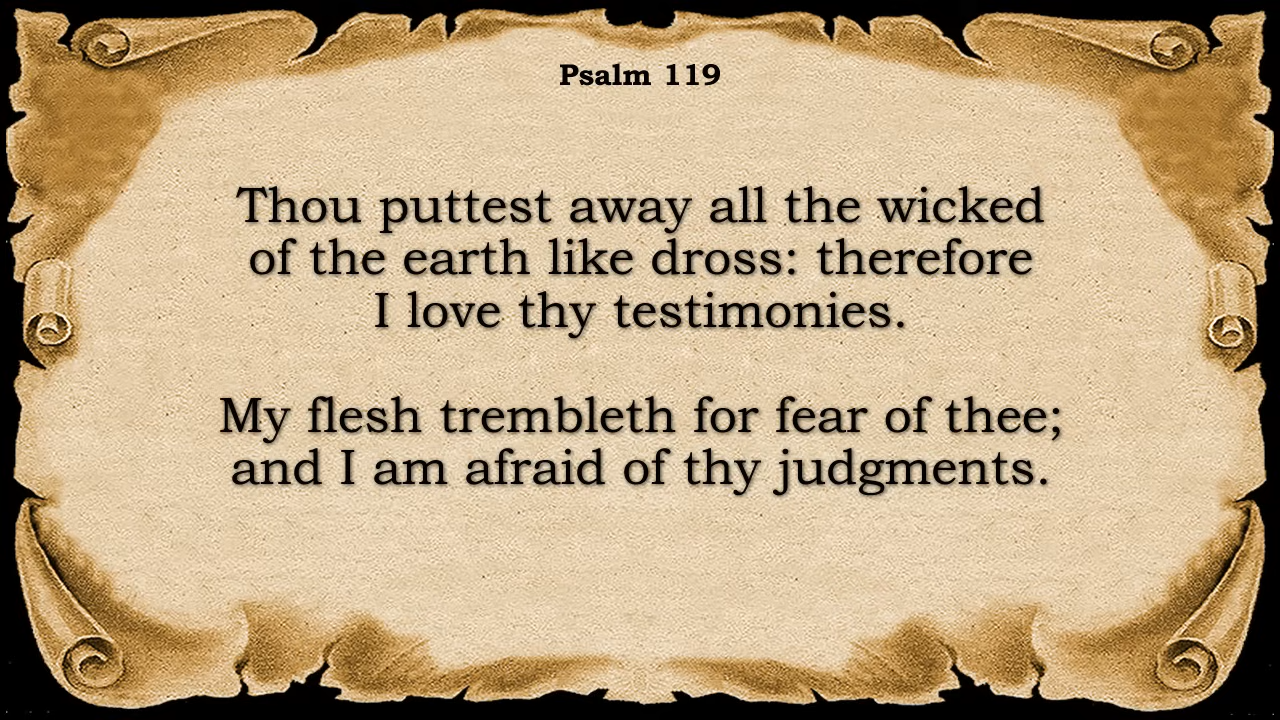 Psalm 119
Thou puttest away all the wicked
of the earth like dross: therefore
I love thy testimonies.
My flesh trembleth for fear of thee;
and I am afraid of thy judgments.